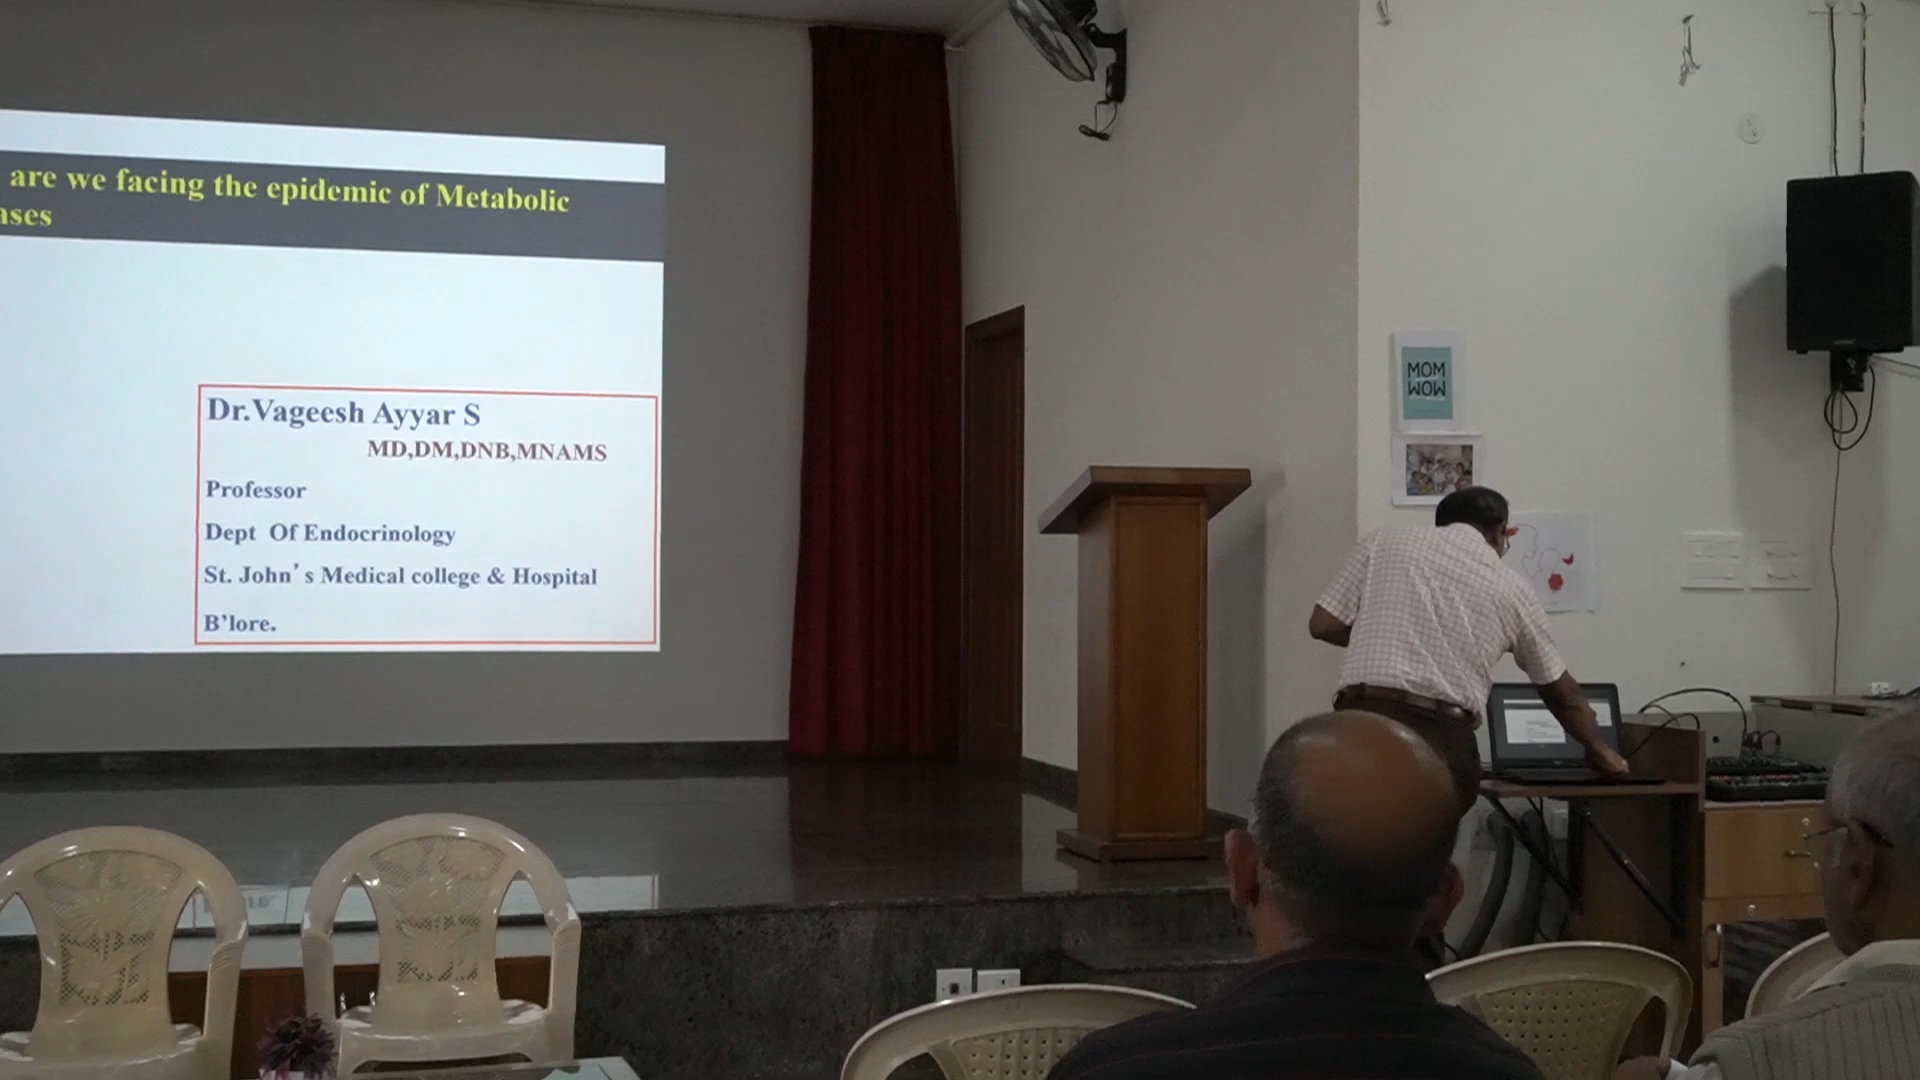 are we facing the epidemic of Metabolic
ases
Dr.Vageesh Ayyar S
MD,DM,DNB,MNAMS
Professor
Dept Of Endocrinology
St. John's Medical college & Hospital
B'lore.
MOM
WOW